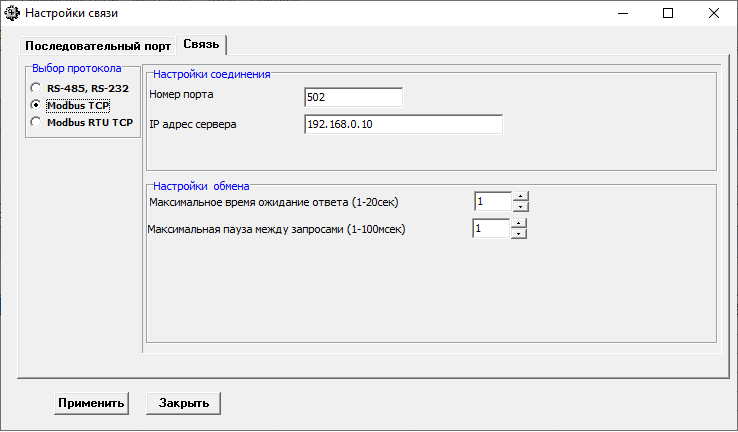 Настройки связи
Последовательный порт
Связь
Выбор протокола
RS-485, RS-232
Modbus TCP
Modbus RTU TCP
Настройки соединения
Номер порта
502
IP адрес сервера
192.168.0.10
Настройки обмена
Максимальное время ожидание ответа (1-20сек)
1
Максимальная пауза между запросами (1-100мсек)
1
Применить
Закрыть